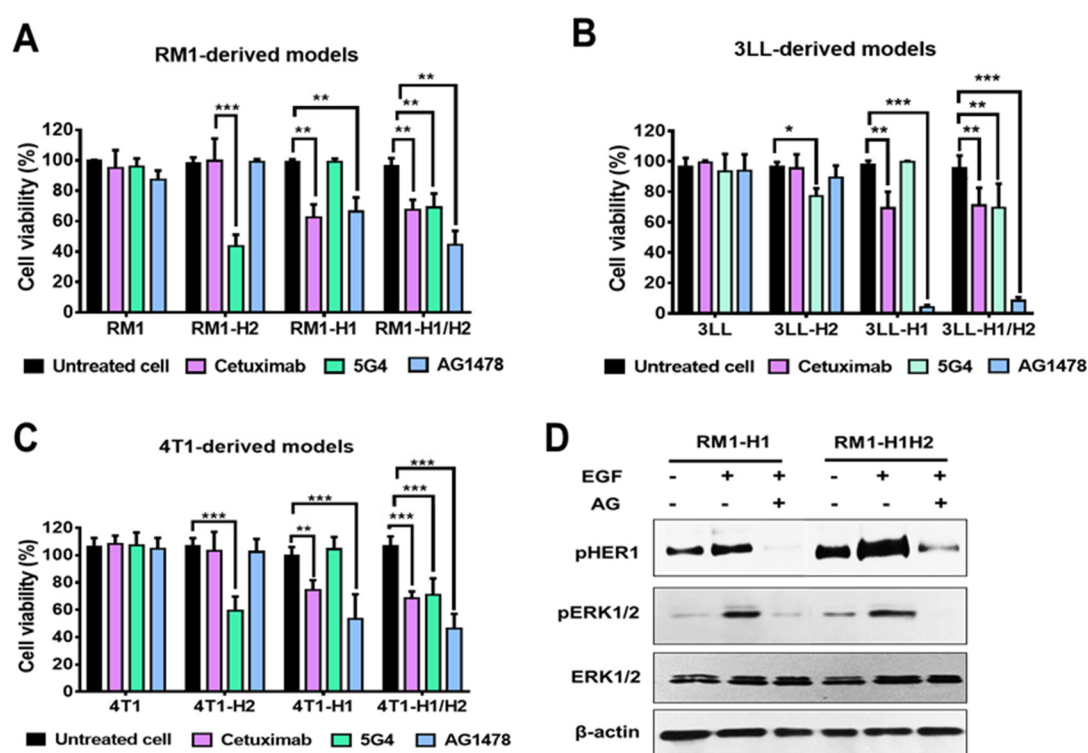 A
RM1-derived models
** 
** **
*** ** **
Cell viability (%)
120
100
80
60
40
20
0
RM1 RM1-H2 RM1-H1 RM1-H1/H2
Untreated cell Cetuximab 5G4 AG1478
B
3LL-derived models
***
*** **
* ** **
Cell viability (%)
120
100
80
60
40
20
0
3LL 3LL-H2 3LL-H1 3LL-H1/H2
Untreated cell Cetuximab 5G4 AG1478
C
4T1-derived models
***
*** ***
*** ** ***
Cell viability (%)
120
100
80
60
40
20
0
4T1 4T1-H2 4T1-H1 4T1-H1/H2
Untreated cell Cetuximab 5G4 AG1478
D
RM1-H1 RM1-H1H2
EGF - + + - + +
AG - - + - - +
pHER1
pERK1/2
ERK1/2
β-actin